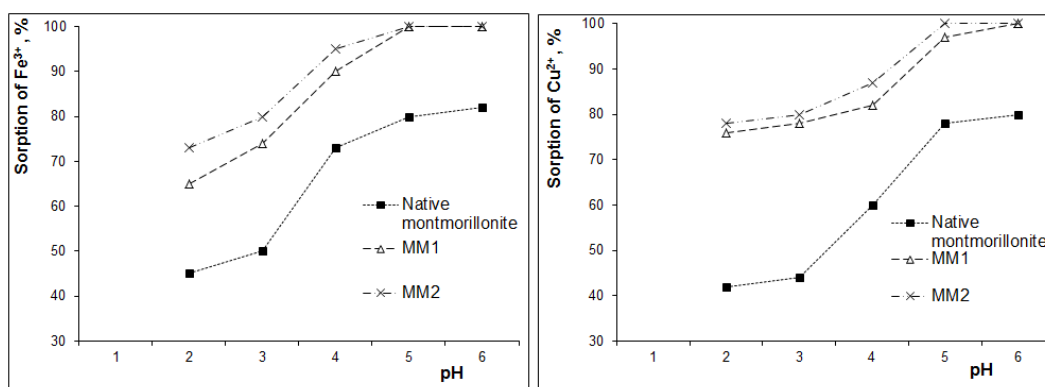 Sorption of Fe³⁺, %
100
90
80
70
60
50
40
30
1 2 3 4 5 6
pH
Native
montmorillonite
MM1
MM2
Sorption of Cu²⁺, %
100
90
80
70
60
50
40
30
1 2 3 4 5 6
pH
Native
montmorillonite
MM1
MM2